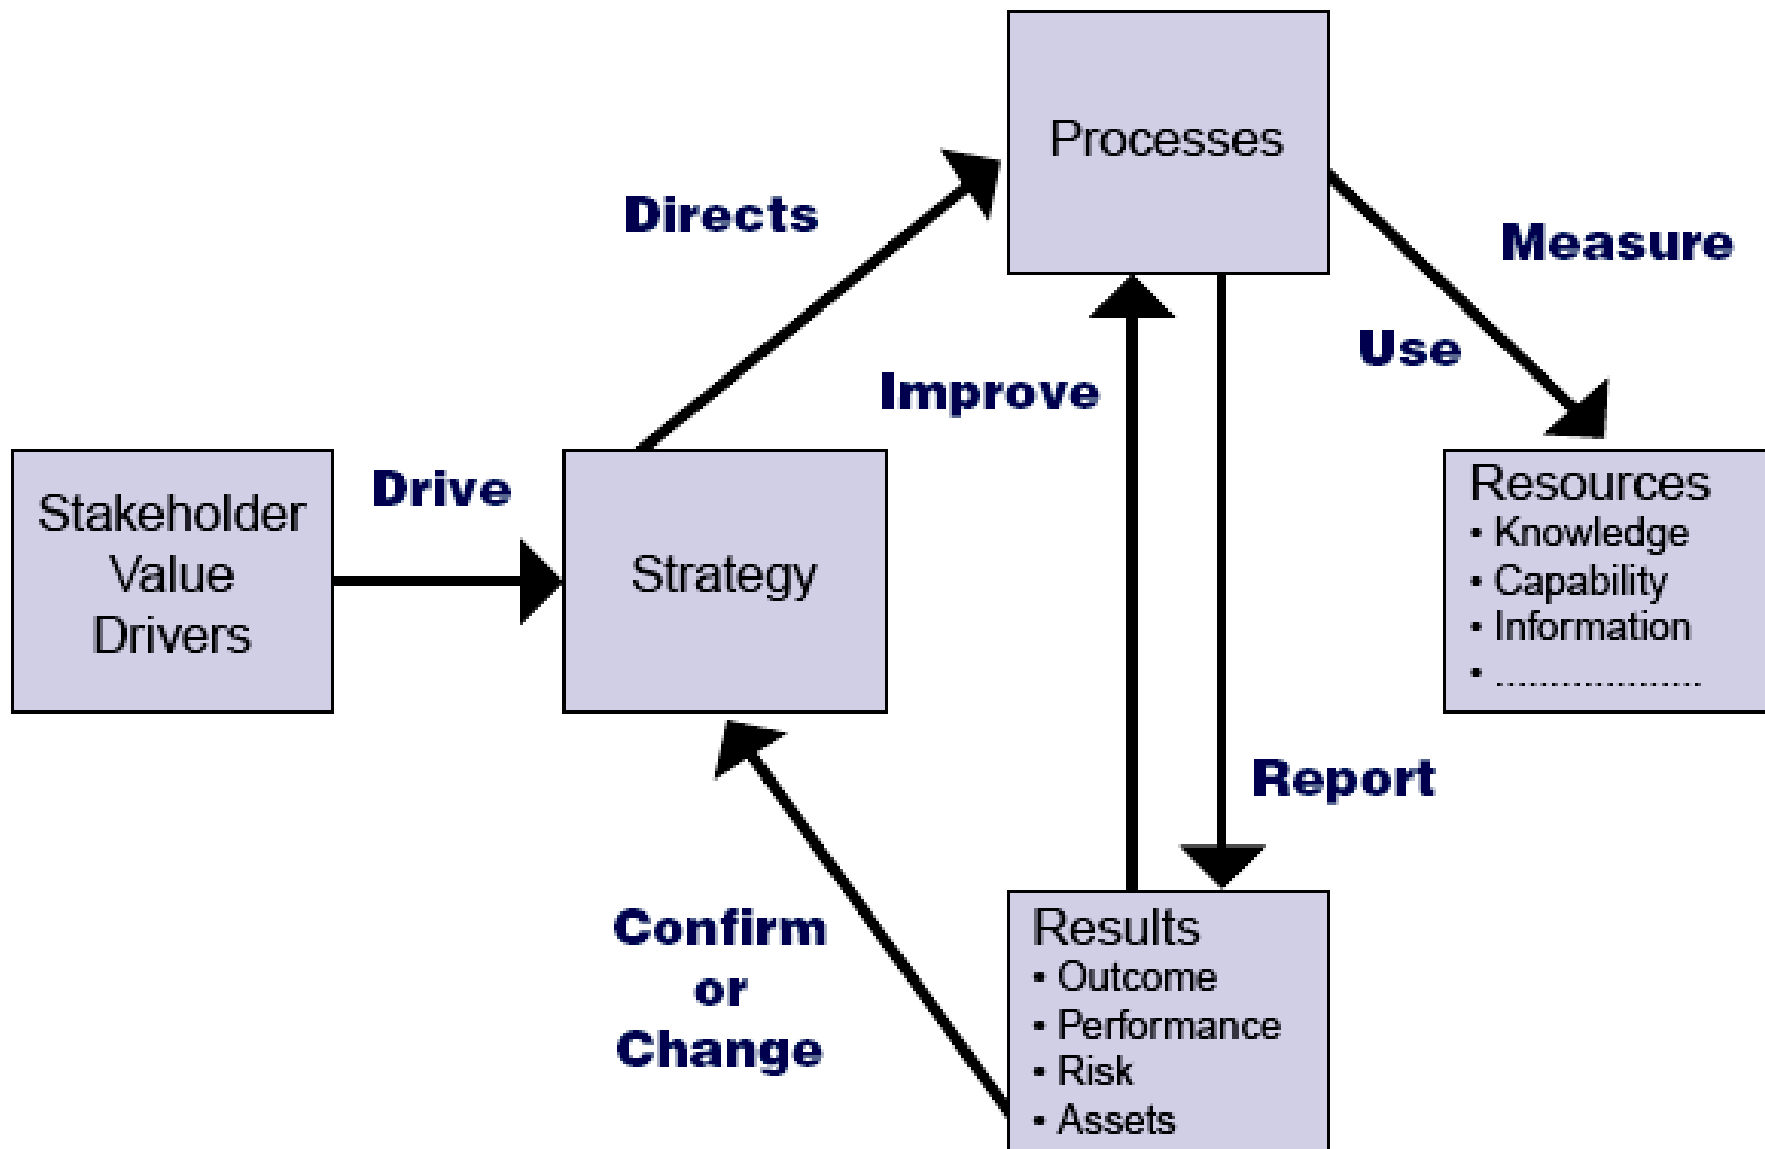 Processes
Directs
Measure
Use
Improve
Drive
Stakeholder
Value
Drivers
Strategy
Resources
• Knowledge
• Capability
• Information
• ......................
Report
Confirm
or
Change
Results
• Outcome
• Performance
• Risk
• Assets